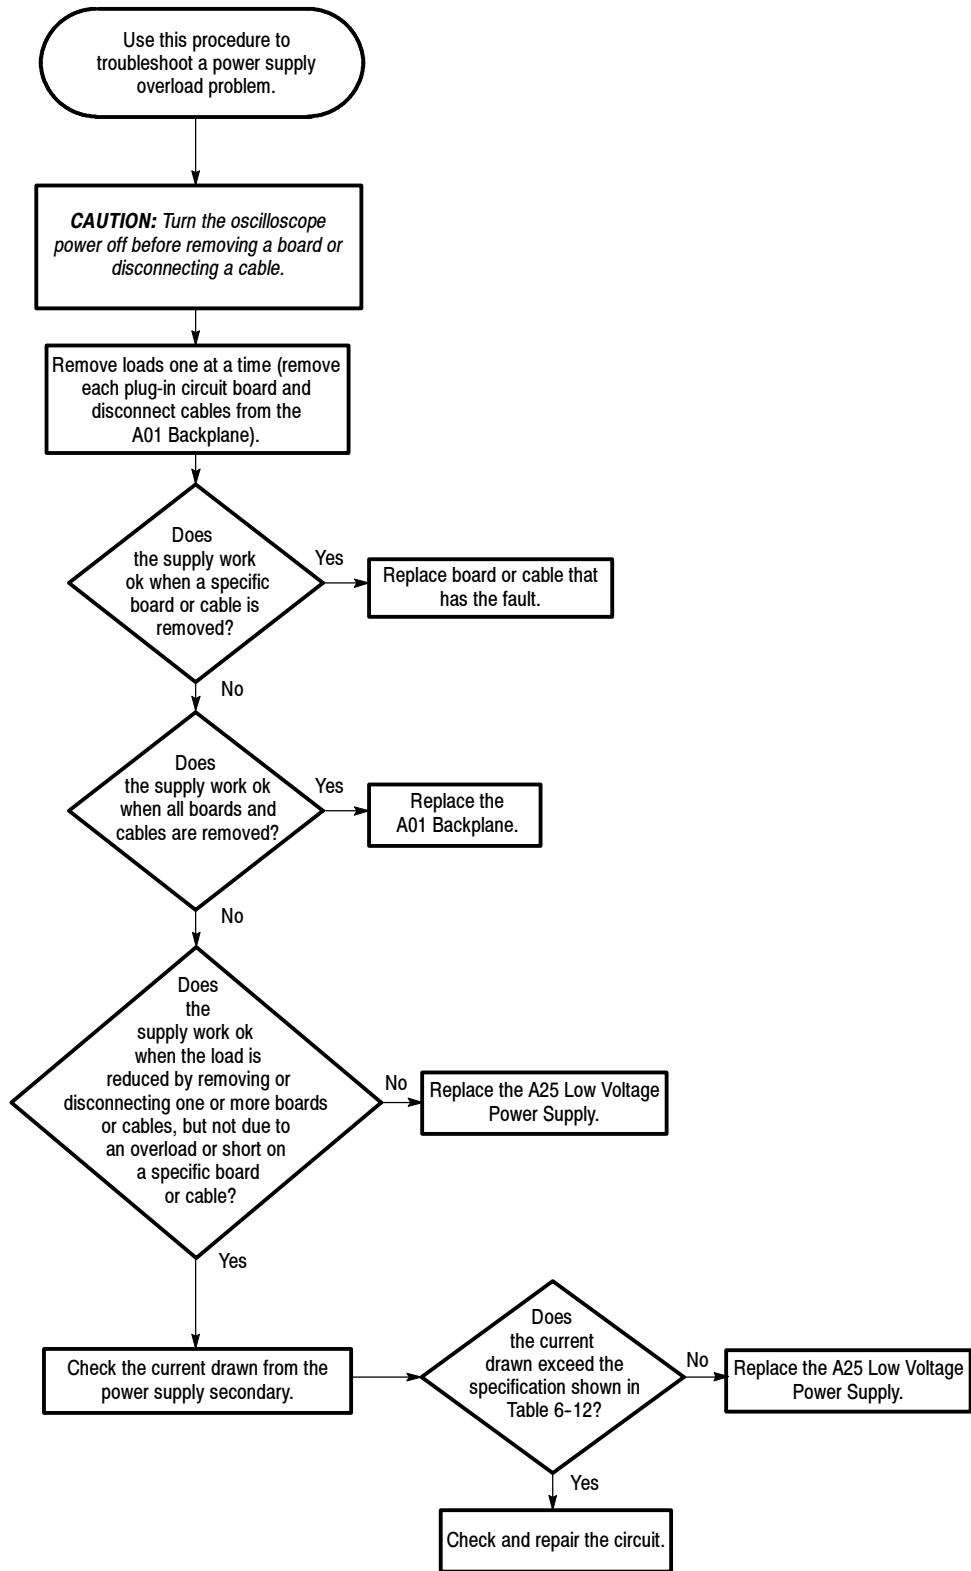 Use this procedure to
troubleshoot a power supply
overload problem.
CAUTION: Turn the oscilloscope
power off before removing a board or
disconnecting a cable.
Remove loads one at a time (remove
each plug-in circuit board and
disconnect cables from the
A01 Backplane).
Does
the supply work
ok when a specific
board or cable is
removed?
Yes
Replace board or cable that
has the fault.
No
Does
the supply work ok
when all boards and
cables are removed?
Yes
Replace the
A01 Backplane.
No
Does
the
supply work ok
when the load is
reduced by removing or
disconnecting one or more boards
or cables, but not due to
an overload or short on
a specific board
or cable?
No
Replace the A25 Low Voltage
Power Supply.
Yes
Check the current drawn from the
power supply secondary.
Does
the current
drawn exceed the
specification shown in
Table 6-12?
No
Replace the A25 Low Voltage
Power Supply.
Yes
Check and repair the circuit.